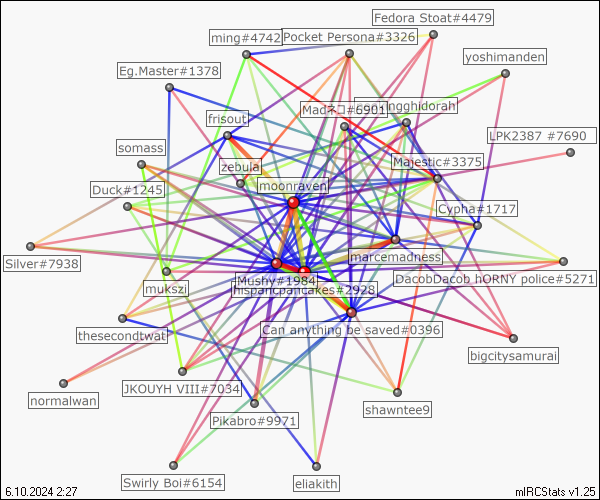 Fedora Stoat#4479
ming#4742
Pocket Persona#3326
yoshimanden
Eg.Master#1378
Madネコ#6901
ngghidorah
frisout
LPK2387 #7690
somass
zebula
Majestic#3375
moonraven
Duck#1245
Cypha#1717
marcemadness
Silver#7938
Mushy#1984
DacobDacob hORNY police#5271
mukszi
hispancpancakes#2928
Can anything be saved#0396
thesecondtwat
bigcitysamurai
JKOUYH VIII#7034
normalwan
shawntee9
Pikabro#9971
Swirly Boi#6154
eliakith
6.10.2024 2:27
mIRCStats v1.25